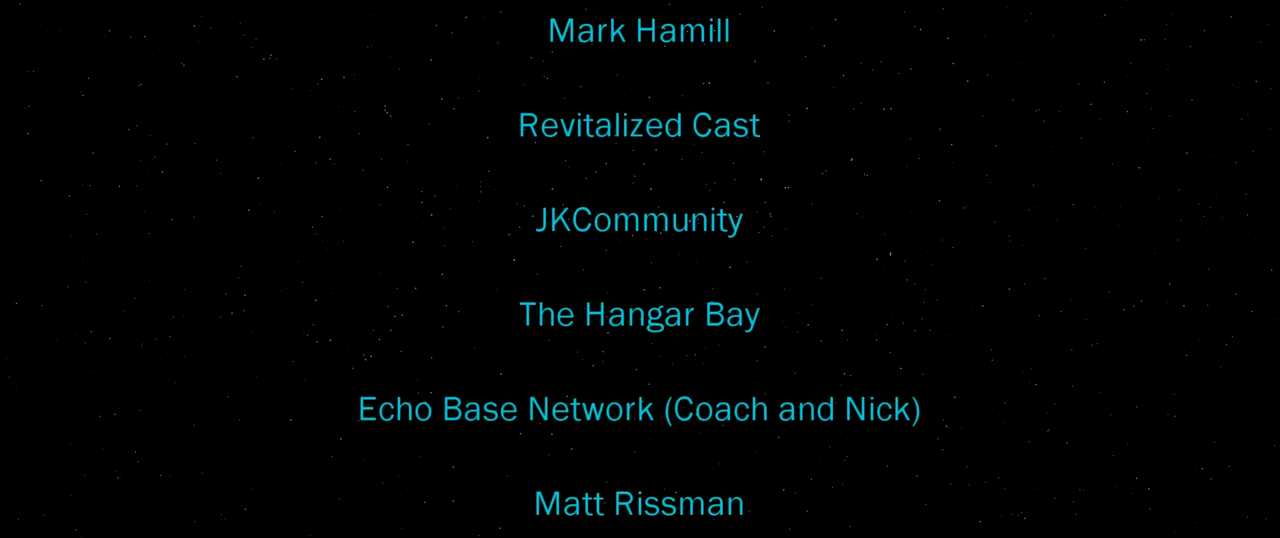 Mark Hamill
Revitalized Cast
JKCommunity
The Hangar Bay
Echo Base Network (Coach and Nick)
Matt Rissman